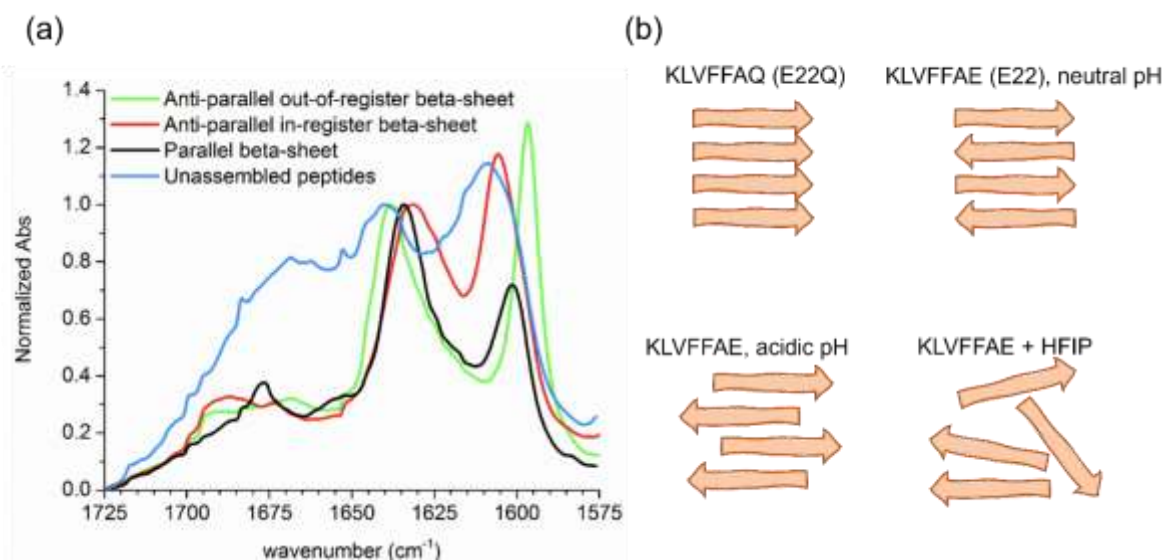 (a)
Normalized Abs
1.4
1.2
1.0
0.8
0.6
0.4
0.2
0.0
Anti-parallel out-of-register beta-sheet
Anti-parallel in-register beta-sheet
Parallel beta-sheet
Unassembled peptides
1725 1700 1675 1650 1625 1600 1575
wavenumber (cm⁻¹)
(b)
KLVFFAQ (E22Q)
KLVFFAE (E22), neutral pH
KLVFFAE, acidic pH
KLVFFAE + HFIP